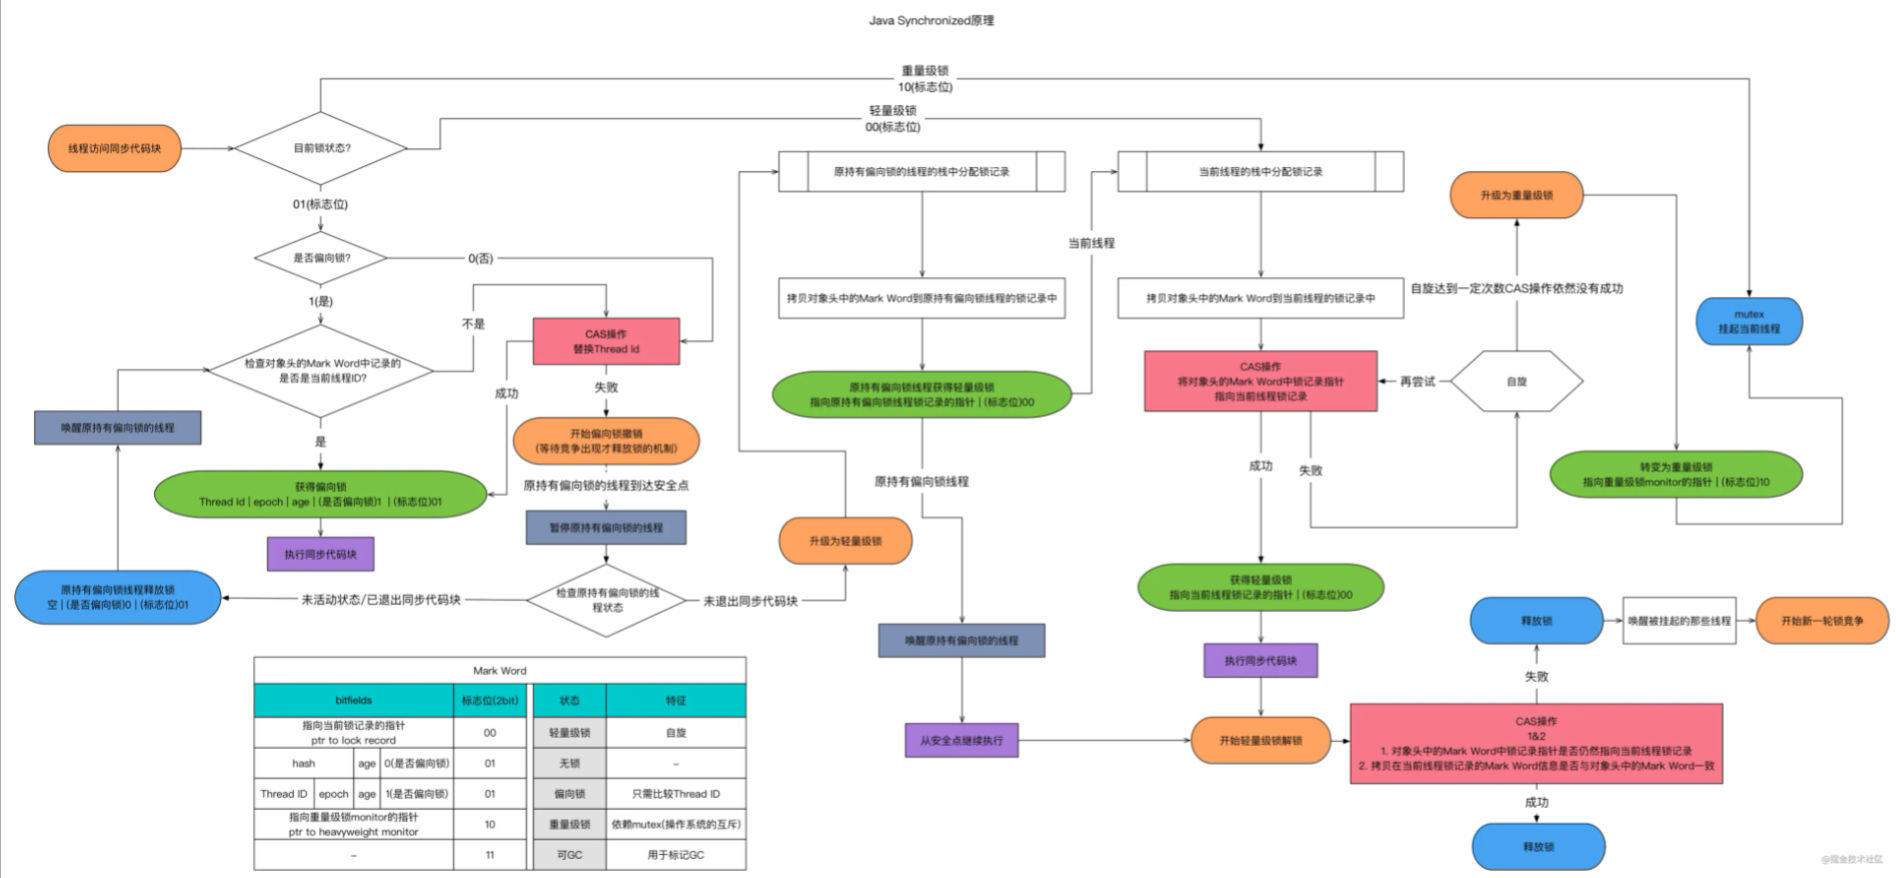 Java Synchronized原理
重量级锁
10(标志位)
轻量级锁
00(标志位)
线程访问同步代码块
目前锁状态?
01(标志位)
是否偏向锁?
0(否)
1(是)
不是
检查对象头的Mark Word中记录的
是否是当前线程ID?
CAS操作
替换Thread Id
成功
失败
唤醒原持有偏向锁的线程
是
获得偏向锁
Thread Id | epoch | age | (是否偏向锁)1 | (标志位)01
执行同步代码块
开始偏向锁撤销
(等待竞争出现才释放锁的机制)
原持有偏向锁的线程到达安全点
暂停原持有偏向锁的线程
检查原持有偏向锁的线
程状态
未活动状态/已退出同步代码块
原持有偏向锁线程释放锁
空 | (是否偏向锁)0 | (标志位)01
未退出同步代码块
升级为轻量级锁
原持有偏向锁的线程的栈中分配锁记录
拷贝对象头中的Mark Word到原持有偏向锁线程的锁记录中
原持有偏向锁线程获得轻量级锁
指向原持有偏向锁线程锁记录的指针 | (标志位)00
当前线程
原持有偏向锁线程
唤醒原持有偏向锁的线程
从安全点继续执行
当前线程的栈中分配锁记录
拷贝对象头中的Mark Word到当前线程的锁记录中
CAS操作
将对象头的Mark Word中锁记录指针
指向当前线程锁记录
再尝试
自旋
自旋达到一定次数CAS操作依然没有成功
升级为重量级锁
mutex
挂起当前线程
转变为重量级锁
指向重量级锁monitor的指针 | (标志位)10
成功
失败
获得轻量级锁
指向当前线程锁记录的指针 | (标志位)00
执行同步代码块
开始轻量级锁解锁
CAS操作
1&2
1. 对象头中的Mark Word中锁记录指针是否仍然指向当前线程锁记录
2. 拷贝在当前线程锁记录的Mark Word信息是否与对象头中的Mark Word一致
失败
释放锁
唤醒被挂起的那些线程
开始新一轮锁竞争
成功
释放锁
Mark Word
bitfields 标志位(2bit) 状态 特征
指向当前锁记录的指针
ptr to lock record 00 轻量级锁 自旋
hash age 0(是否偏向锁) 01 无锁 –
Thread ID epoch age 1(是否偏向锁) 01 偏向锁 只需比较Thread ID
指向重量级锁monitor的指针
ptr to heavyweight monitor 10 重量级锁 依赖mutex(操作系统的互斥)
– 11 可GC 用于标记GC
@掘金技术社区